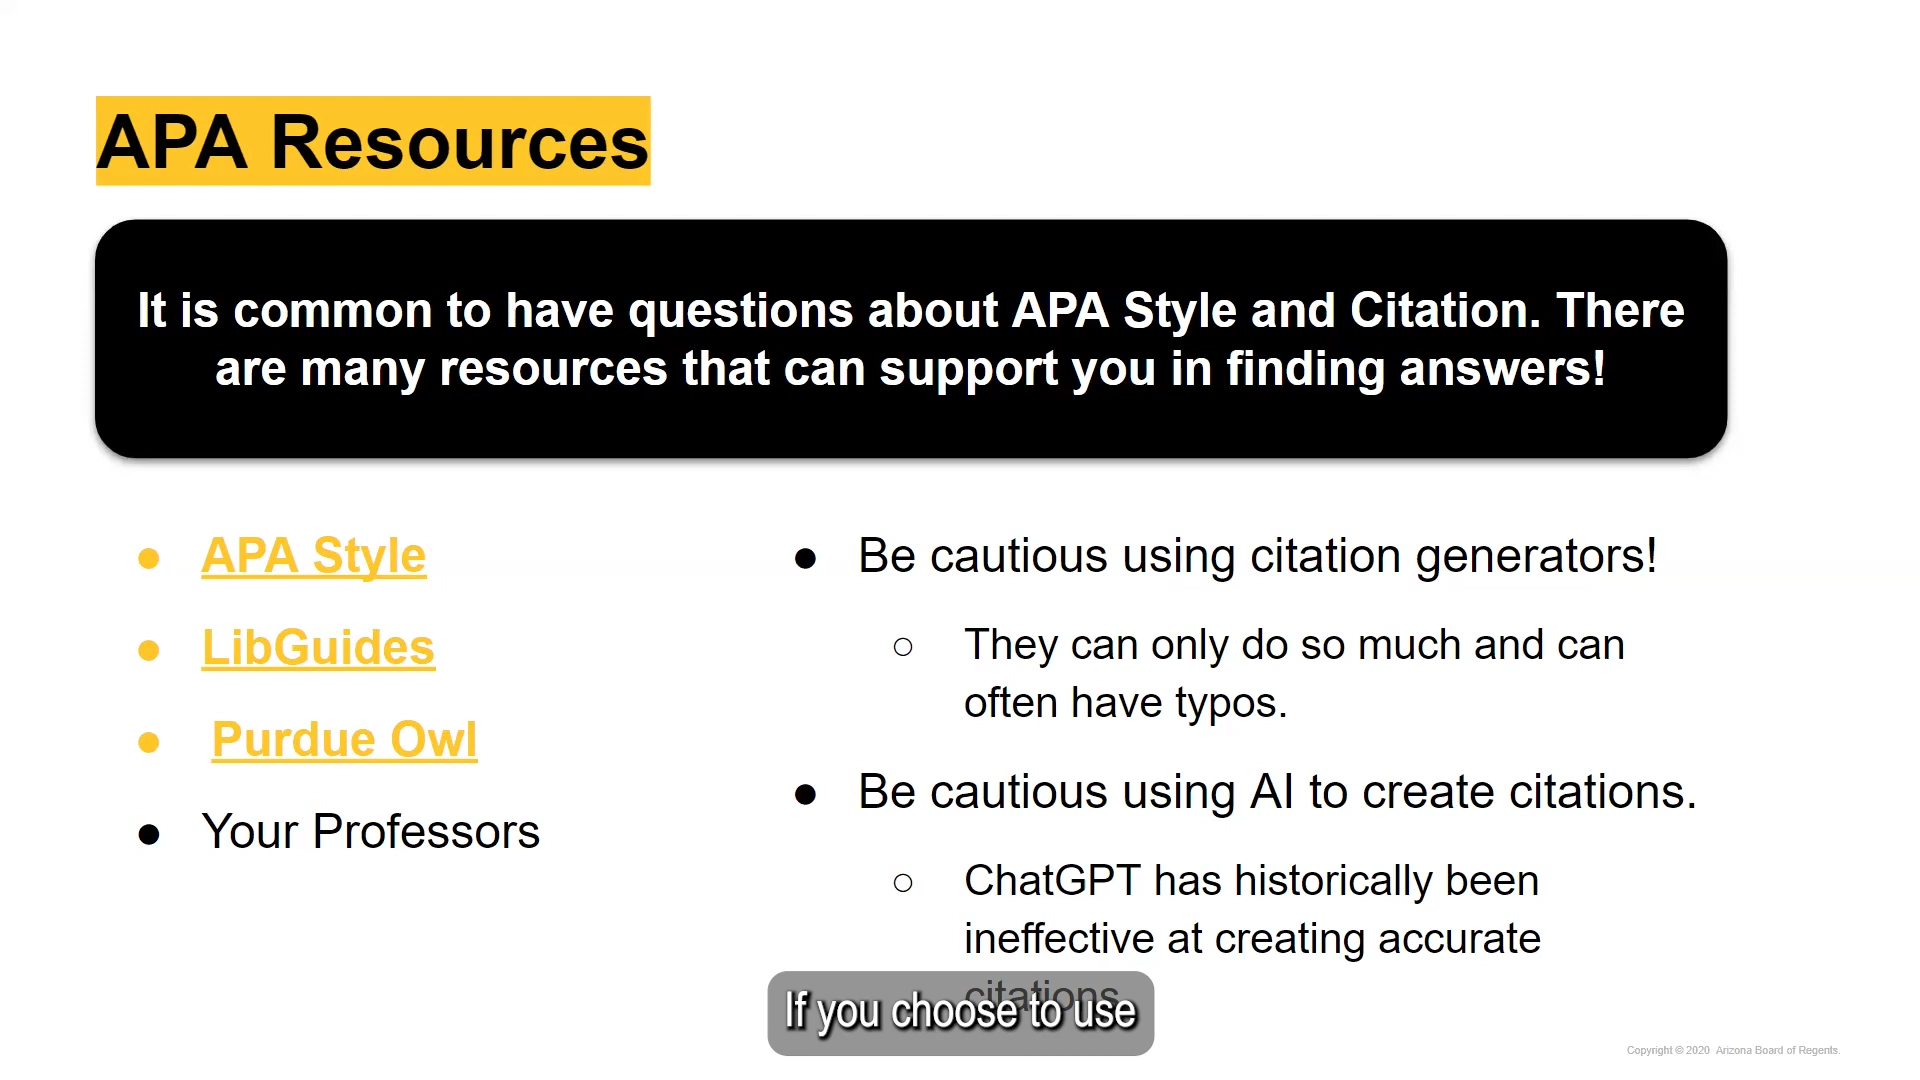 APA Resources
It is common to have questions about APA Style and Citation. There
are many resources that can support you in finding answers!
● APA Style
● LibGuides
● Purdue Owl
● Your Professors
● Be cautious using citation generators!
○ They can only do so much and can
often have typos.
● Be cautious using AI to create citations.
○ ChatGPT has historically been
ineffective at creating accurate
citations
If you choose to use
Copyright © 2020 Arizona Board of Regents.